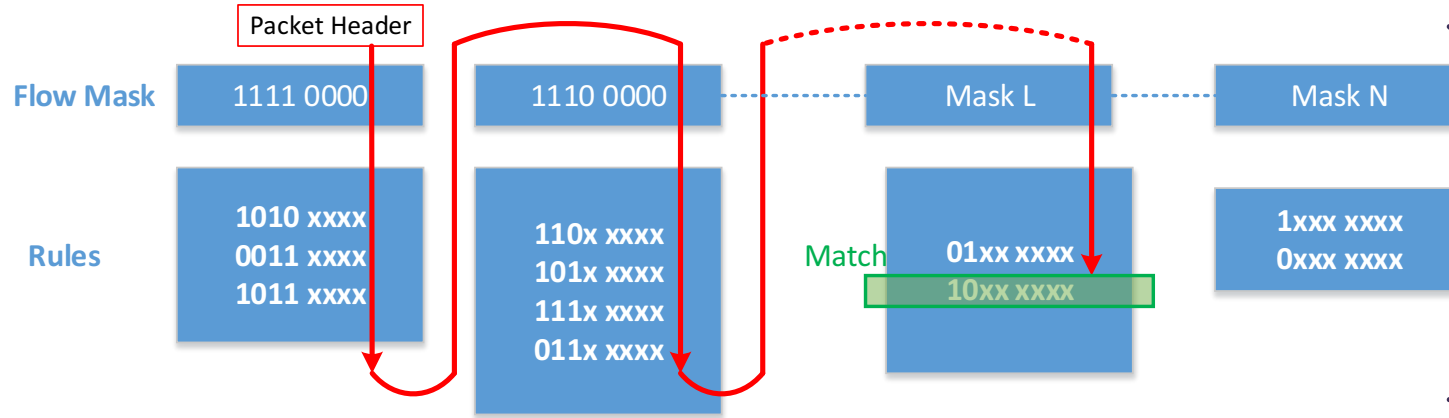 Packet Header
Flow Mask
1111 0000
1110 0000
Mask L
Mask N
Rules
1010 xxxx
0011 xxxx
1011 xxxx
110x xxxx
101x xxxx
111x xxxx
011x xxxx
Match
01xx xxxx
10xx xxxx
1xxx xxxx
0xxx xxxx